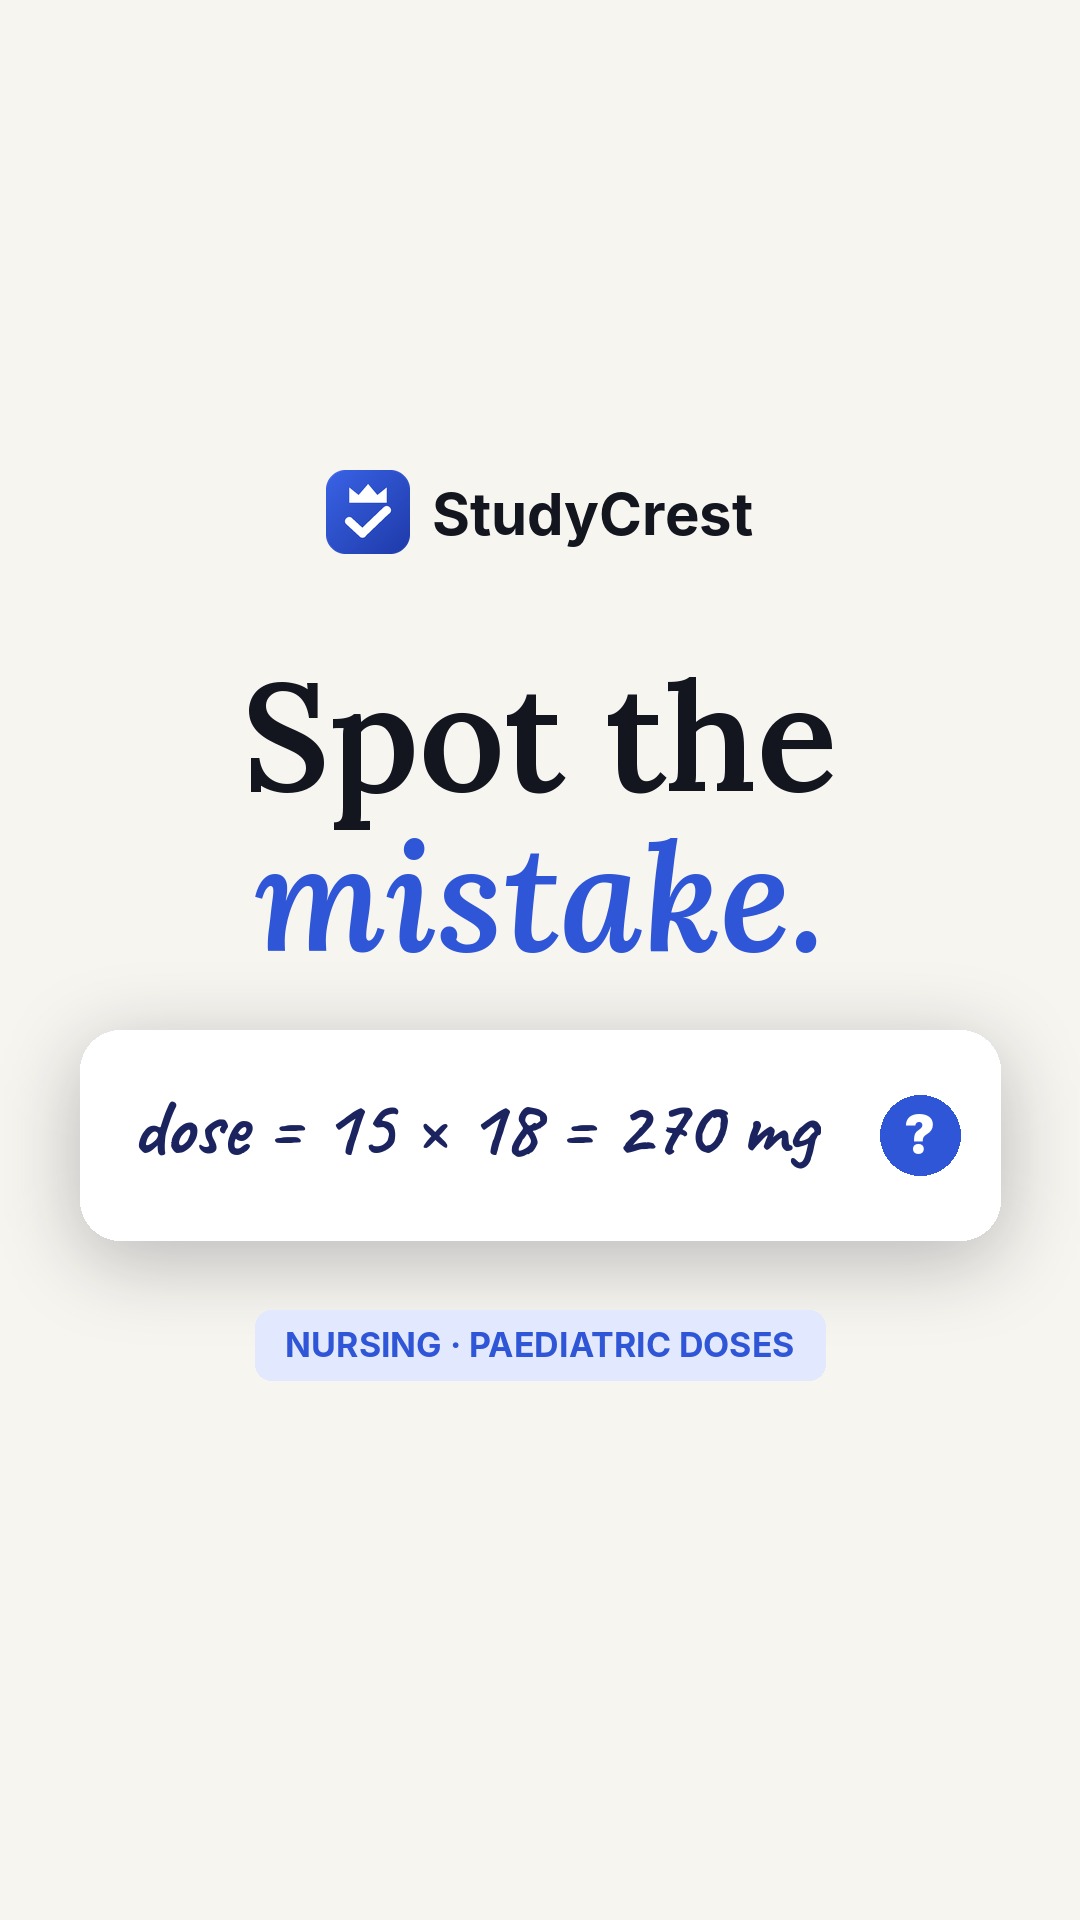 StudyCrest
Spot the
mistake.
dose = 15 × 18 = 270 mg
?
NURSING · PAEDIATRIC DOSES